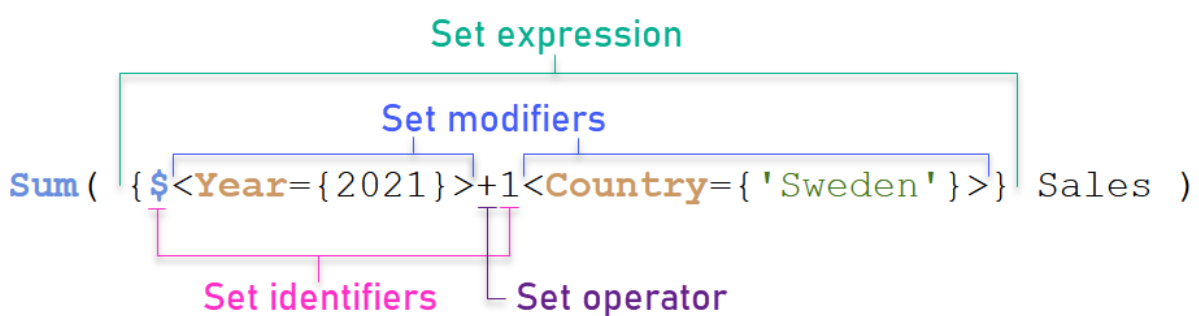 Set expression
Set modifiers
Sum( {$<Year={2021}>+1<Country={'Sweden'}>} Sales )
Set identifiers
Set operator